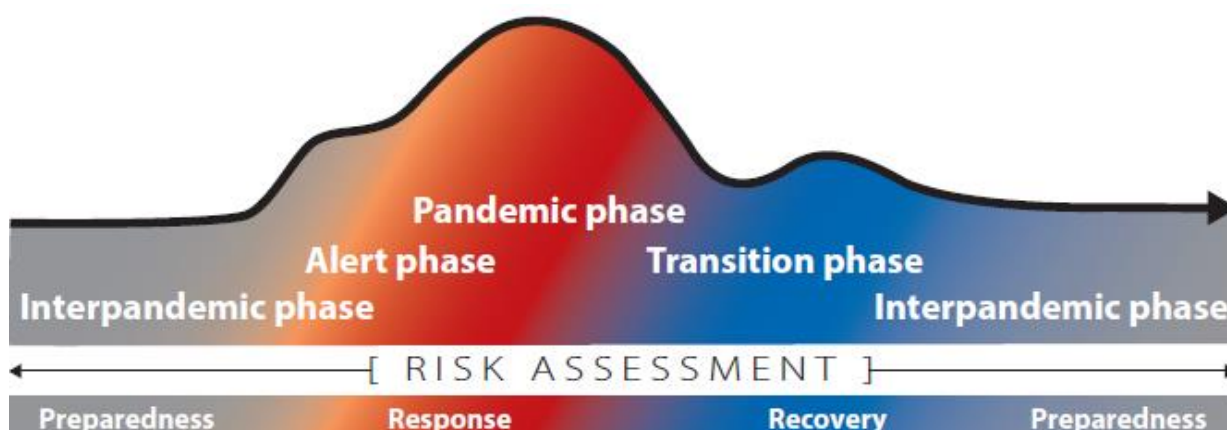 Pandemic phase
Alert phase
Transition phase
Interpandemic phase
Interpandemic phase
[ RISK ASSESSMENT ]
Preparedness
Response
Recovery
Preparedness